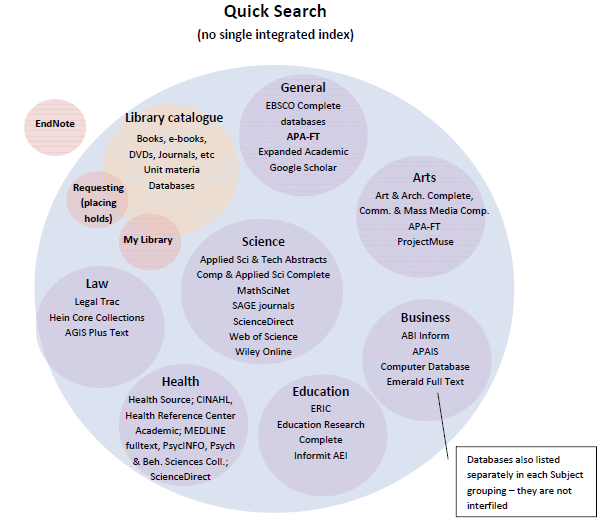 Quick Search
(no single integrated index)
General
EBSCO Complete
databases
APA-FT
Expanded Academic
Google Scholar
EndNote
Library catalogue
Books, e-books,
DVDs, Journals, etc
Unit materia
Databases
Requesting
(placing
holds)
My Library
Arts
Art & Arch. Complete,
Comm. & Mass Media Comp.
APA-FT
ProjectMuse
Science
Applied Sci & Tech Abstracts
Comp & Applied Sci Complete
MathSciNet
SAGE journals
ScienceDirect
Web of Science
Wiley Online
Law
Legal Trac
Hein Core Collections
AGIS Plus Text
Business
ABI Inform
APAIS
Computer Database
Emerald Full Text
Health
Health Source; CINAHL,
Health Reference Center
Academic; MEDLINE
fulltext, PsycINFO, Psych
& Beh. Sciences Coll.;
ScienceDirect
Education
ERIC
Education Research
Complete
Informit AEI
Databases also listed
separately in each Subject
grouping – they are not
interfiled